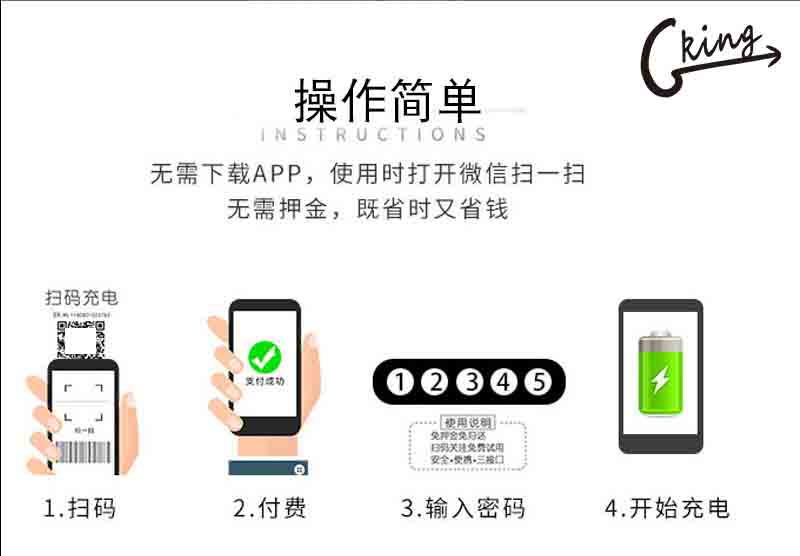 Cking
操作简单
INSTRUCTIONS
无需下载APP，使用时打开微信扫一扫
无需押金，既省时又省钱
扫码充电
扫一扫
支付成功
1 2 3 4 5
使用说明
免押金免归还
扫码关注免费试用
安全•便携•三接口
1.扫码
2.付费
3.输入密码
4.开始充电